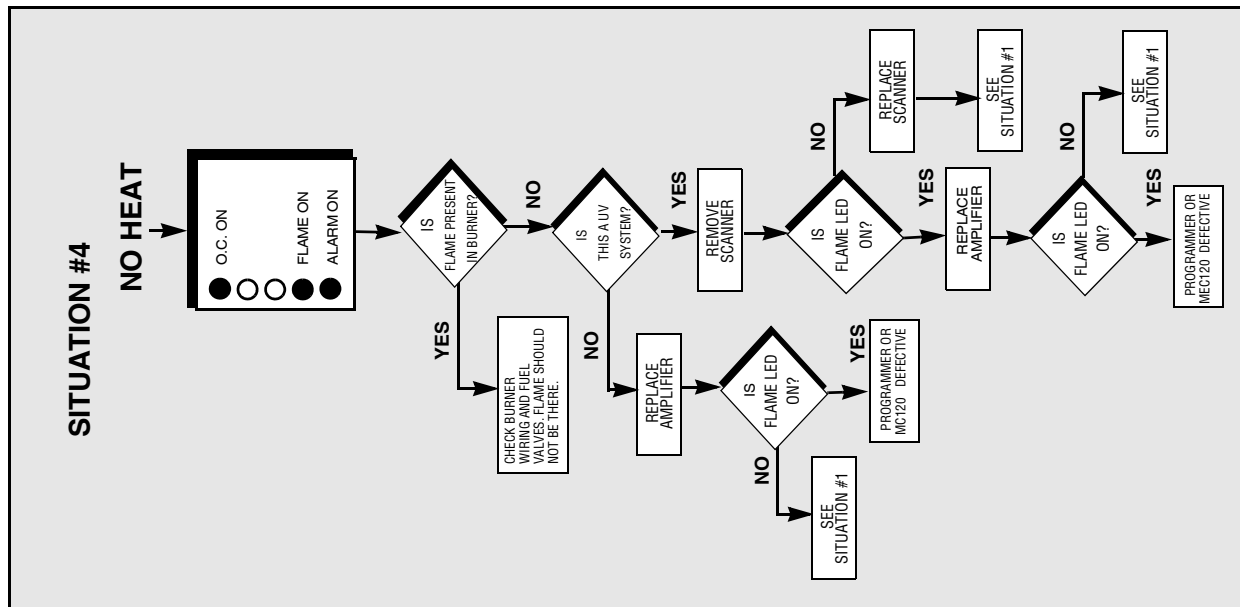 SITUATION #4
NO HEAT
O.C. ON
FLAME ON
ALARM ON
IS
FLAME PRESENT
IN BURNER?
YES
NO
CHECK BURNER
WIRING AND FUEL
VALVES. FLAME SHOULD
NOT BE THERE.
IS
THIS A UV
SYSTEM?
NO
YES
REPLACE
AMPLIFIER
IS
FLAME LED
ON?
NO
YES
SEE
SITUATION #1
PROGRAMMER OR
MC120 DEFECTIVE
REMOVE
SCANNER
IS
FLAME LED
ON?
NO
YES
REPLACE
SCANNER
SEE
SITUATION #1
REPLACE
AMPLIFIER
IS
FLAME LED
ON?
NO
YES
SEE
SITUATION #1
PROGRAMMER OR
MEC120 DEFECTIVE